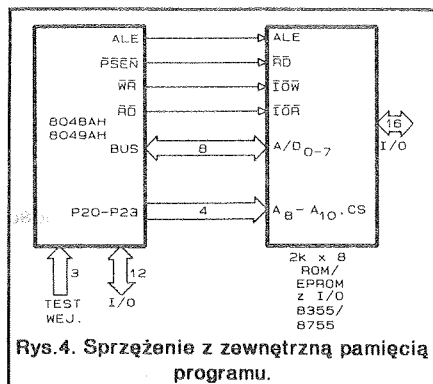 ALE ALE
PSEN RD
WR IOW
RD IOR
8048AH
8049AH
BUS 8 A/D0-7
16
I/O
P20-P23 4 A8-A10,CS
3 12
TEST
WEJ. I/O
2k x 8
ROM/
EPROM
z I/O
8355/
8755
Rys.4. Sprzężenie z zewnętrzną pamięcią
programu.